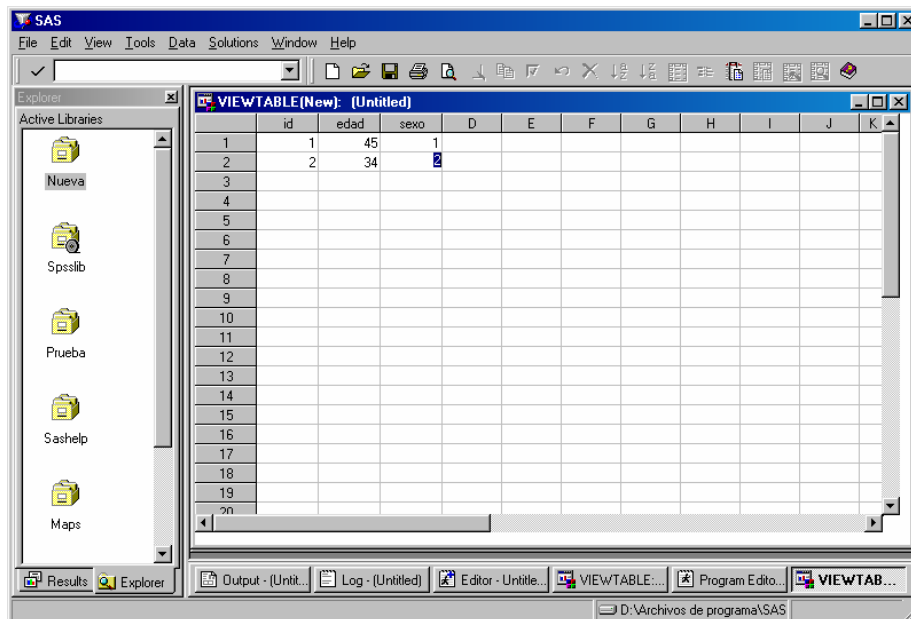 SAS
File Edit View Tools Data Solutions Window Help
Explorer
Active Libraries
Nueva
Spsslib
Prueba
Sashelp
Maps
Results Explorer
VIEWTABLE(New): (Untitled)
id edad sexo D E F G H I J K
1 1 45 1
2 2 34 2
3
4
5
6
7
8
9
10
11
12
13
14
15
16
17
18
19
20
Output - (Untit... Log - (Untitled) Editor - Untitle... VIEWTABLE:... Program Edito... VIEWTAB...
D:\Archivos de programa\SAS